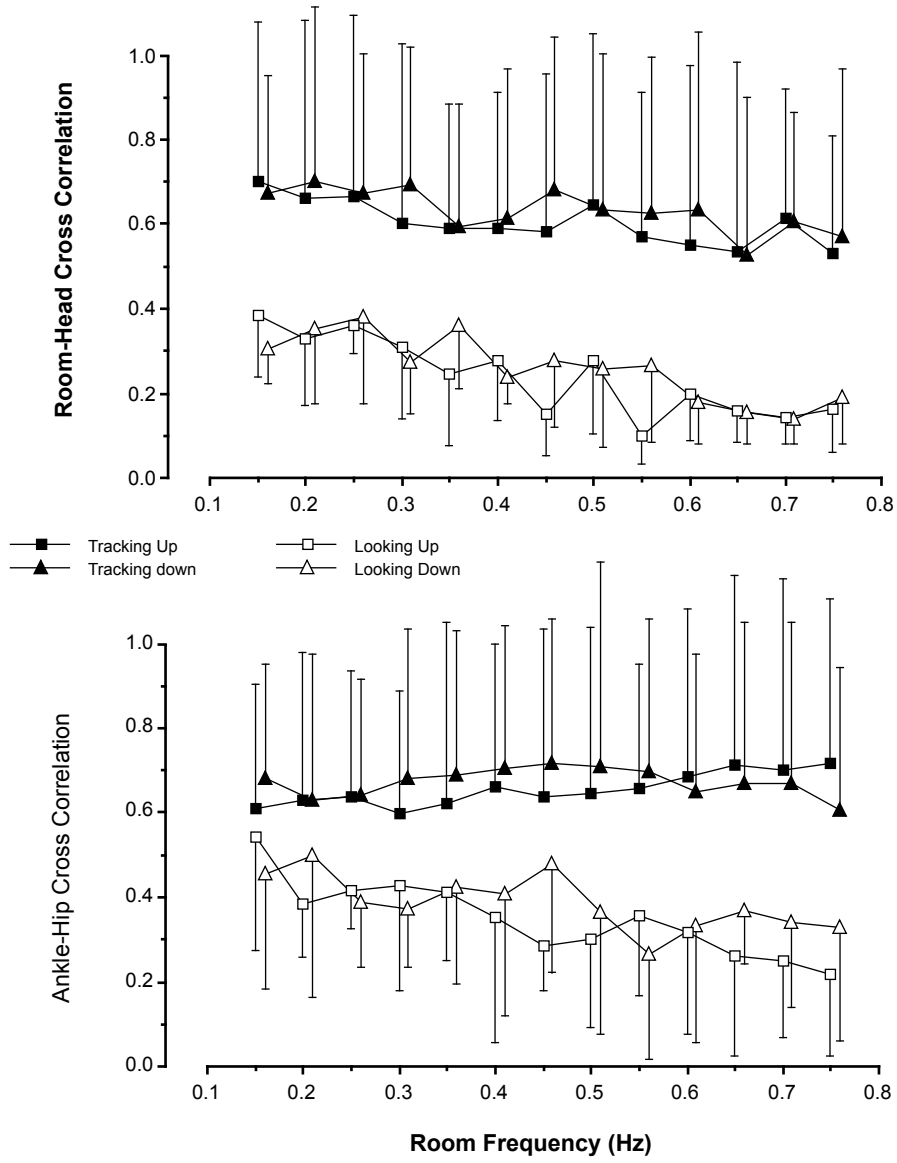 Room-Head Cross Correlation
1.0
0.8
0.6
0.4
0.2
0.0
0.1 0.2 0.3 0.4 0.5 0.6 0.7 0.8
Tracking Up Looking Up
Tracking down Looking Down
Ankle-Hip Cross Correlation
1.0
0.8
0.6
0.4
0.2
0.0
0.1 0.2 0.3 0.4 0.5 0.6 0.7 0.8
Room Frequency (Hz)